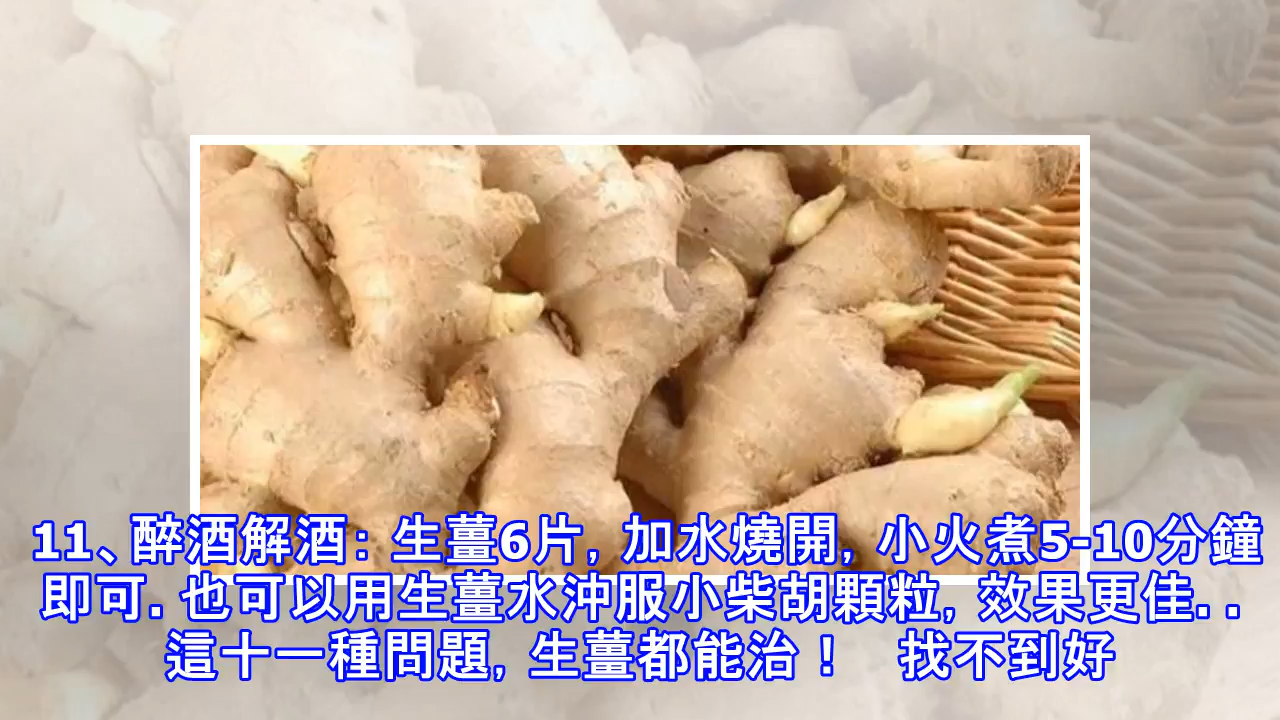 11、醉酒解酒：生薑6片，加水燒開，小火煮5-10分鐘
即可．也可以用生薑水沖服小柴胡顆粒，效果更佳．．
這十一種問題，生薑都能治！ 找不到好